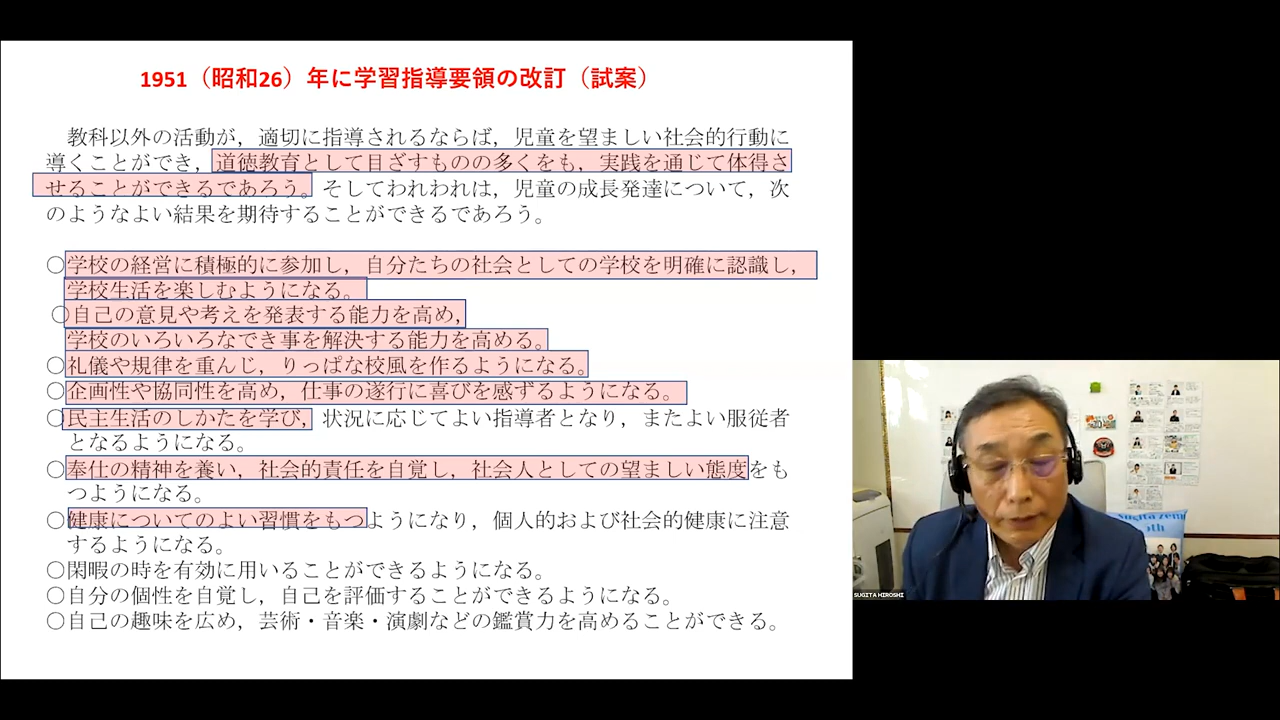 1951（昭和26）年に学習指導要領の改訂（試案）
教科以外の活動が，適切に指導されるならば，児童を望ましい社会的行動に
導くことができ，道徳教育として目ざすものの多くをも，実践を通じて体得さ
せることができるであろう。そしてわれわれは，児童の成長発達について，次
のようなよい結果を期待することができるであろう。
○学校の経営に積極的に参加し，自分たちの社会としての学校を明確に認識し，
学校生活を楽しむようになる。
○自己の意見や考えを発表する能力を高め，
学校のいろいろなでき事を解決する能力を高める。
○礼儀や規律を重んじ，りっぱな校風を作るようになる。
○企画性や協同性を高め，仕事の遂行に喜びを感ずるようになる。
○民主生活のしかたを学び，状況に応じてよい指導者となり，またよい服従者
となるようになる。
○奉仕の精神を養い，社会的責任を自覚し，社会人としての望ましい態度をも
つようになる。
○健康についてのよい習慣をもつようになり，個人的および社会的健康に注意
するようになる。
○閑暇の時を有効に用いることができるようになる。
○自分の個性を自覚し，自己を評価することができるようになる。
○自己の趣味を広め，芸術・音楽・演劇などの鑑賞力を高めることができる。
Sugita zemi
SUGITA HIROSHI